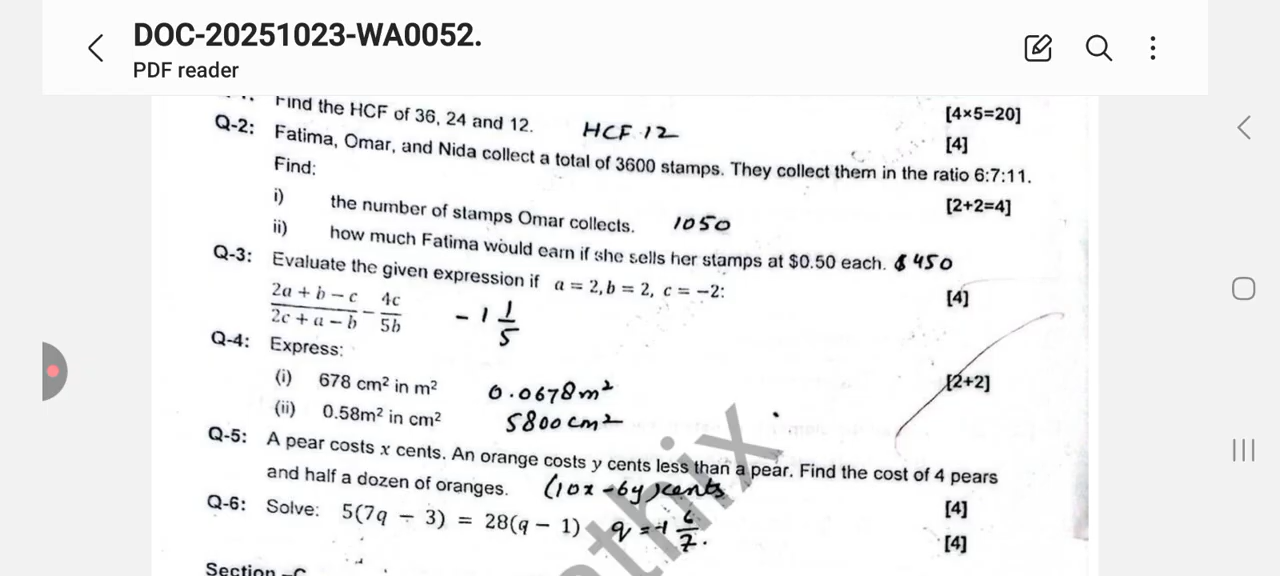 DOC-20251023-WA0052.
PDF reader
Find the HCF of 36, 24 and 12. HCF 12 [4×5=20]
[4]
Q-2: Fatima, Omar, and Nida collect a total of 3600 stamps. They collect them in the ratio 6:7:11.
Find: [2+2=4]
i) the number of stamps Omar collects. 1050
ii) how much Fatima would earn if she sells her stamps at $0.50 each. $450
Q-3: Evaluate the given expression if a = 2, b = 2, c = −2: [4]
(2a + b − c)/(2c + a − b) − 4c/5b −1 1/5
Q-4: Express: [2+2]
(i) 678 cm² in m² 0.0678m²
(ii) 0.58m² in cm² 5800cm²
Q-5: A pear costs x cents. An orange costs y cents less than a pear. Find the cost of 4 pears
and half a dozen of oranges. (10x−6y)cents [4]
Q-6: Solve: 5(7q − 3) = 28(q − 1) q = −1 6/7. [4]
Section -C